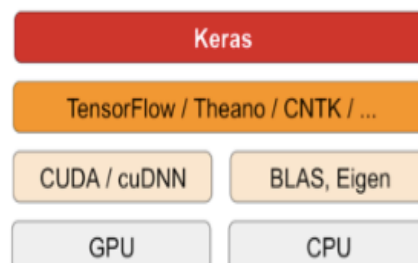 Keras
TensorFlow / Theano / CNTK / ...
CUDA / cuDNN
BLAS, Eigen
GPU
CPU